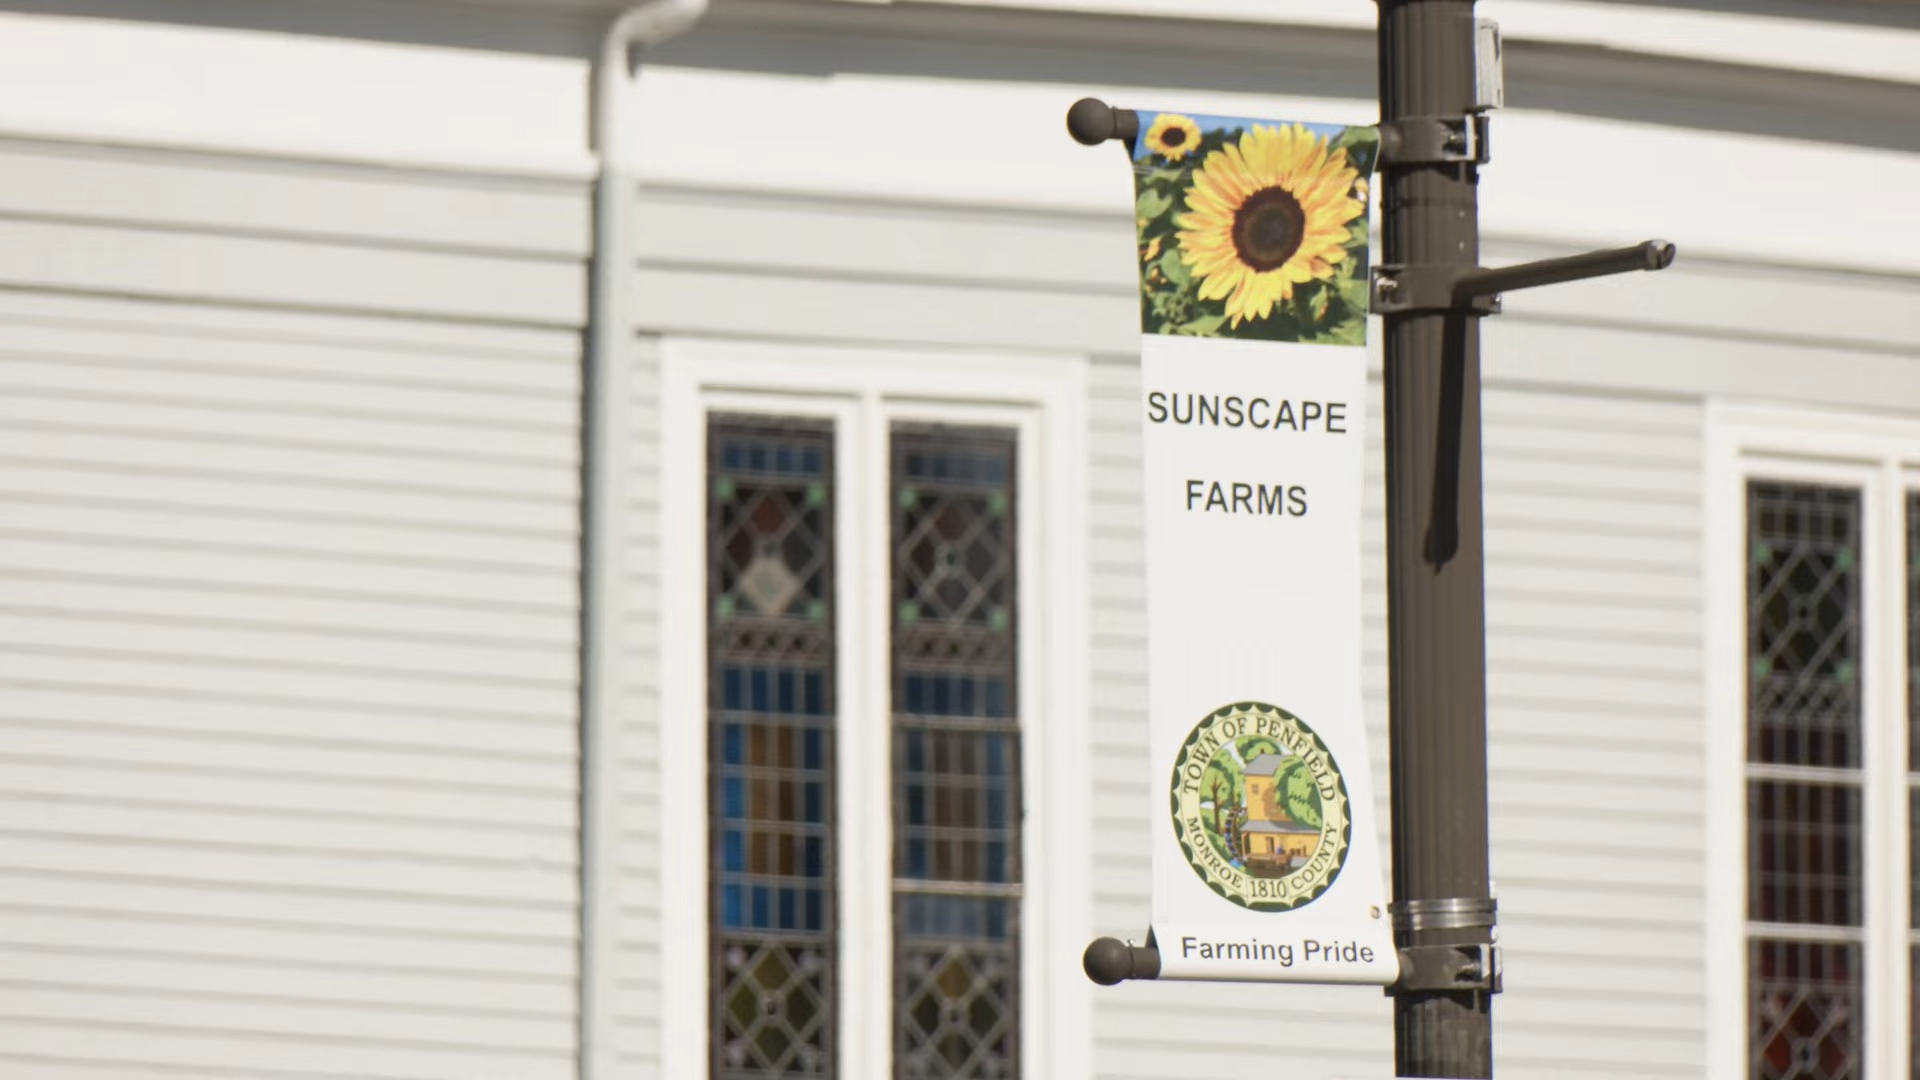 SUNSCAPE
FARMS
TOWN OF PENFIELD
MONROE 1810 COUNTY
Farming Pride